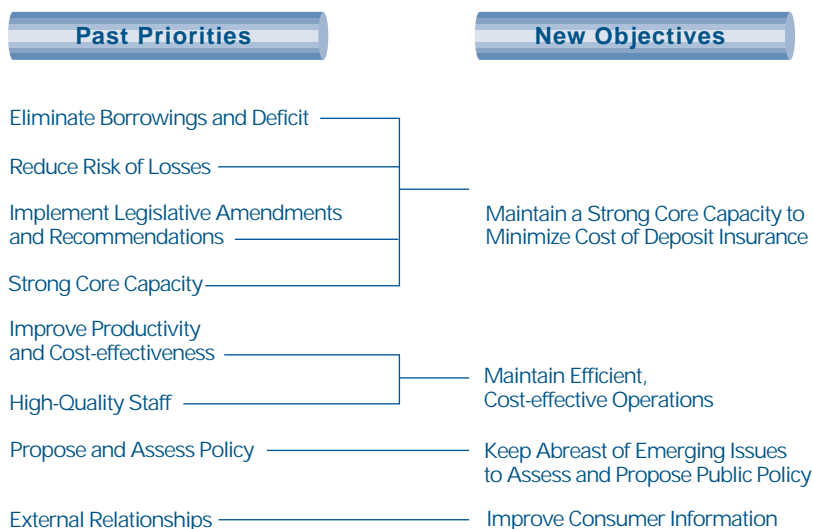 Past Priorities
New Objectives
Eliminate Borrowings and Deficit
Reduce Risk of Losses
Implement Legislative Amendments
and Recommendations
Strong Core Capacity
Maintain a Strong Core Capacity to
Minimize Cost of Deposit Insurance
Improve Productivity
and Cost-effectiveness
High-Quality Staff
Maintain Efficient,
Cost-effective Operations
Propose and Assess Policy
Keep Abreast of Emerging Issues
to Assess and Propose Public Policy
External Relationships
Improve Consumer Information